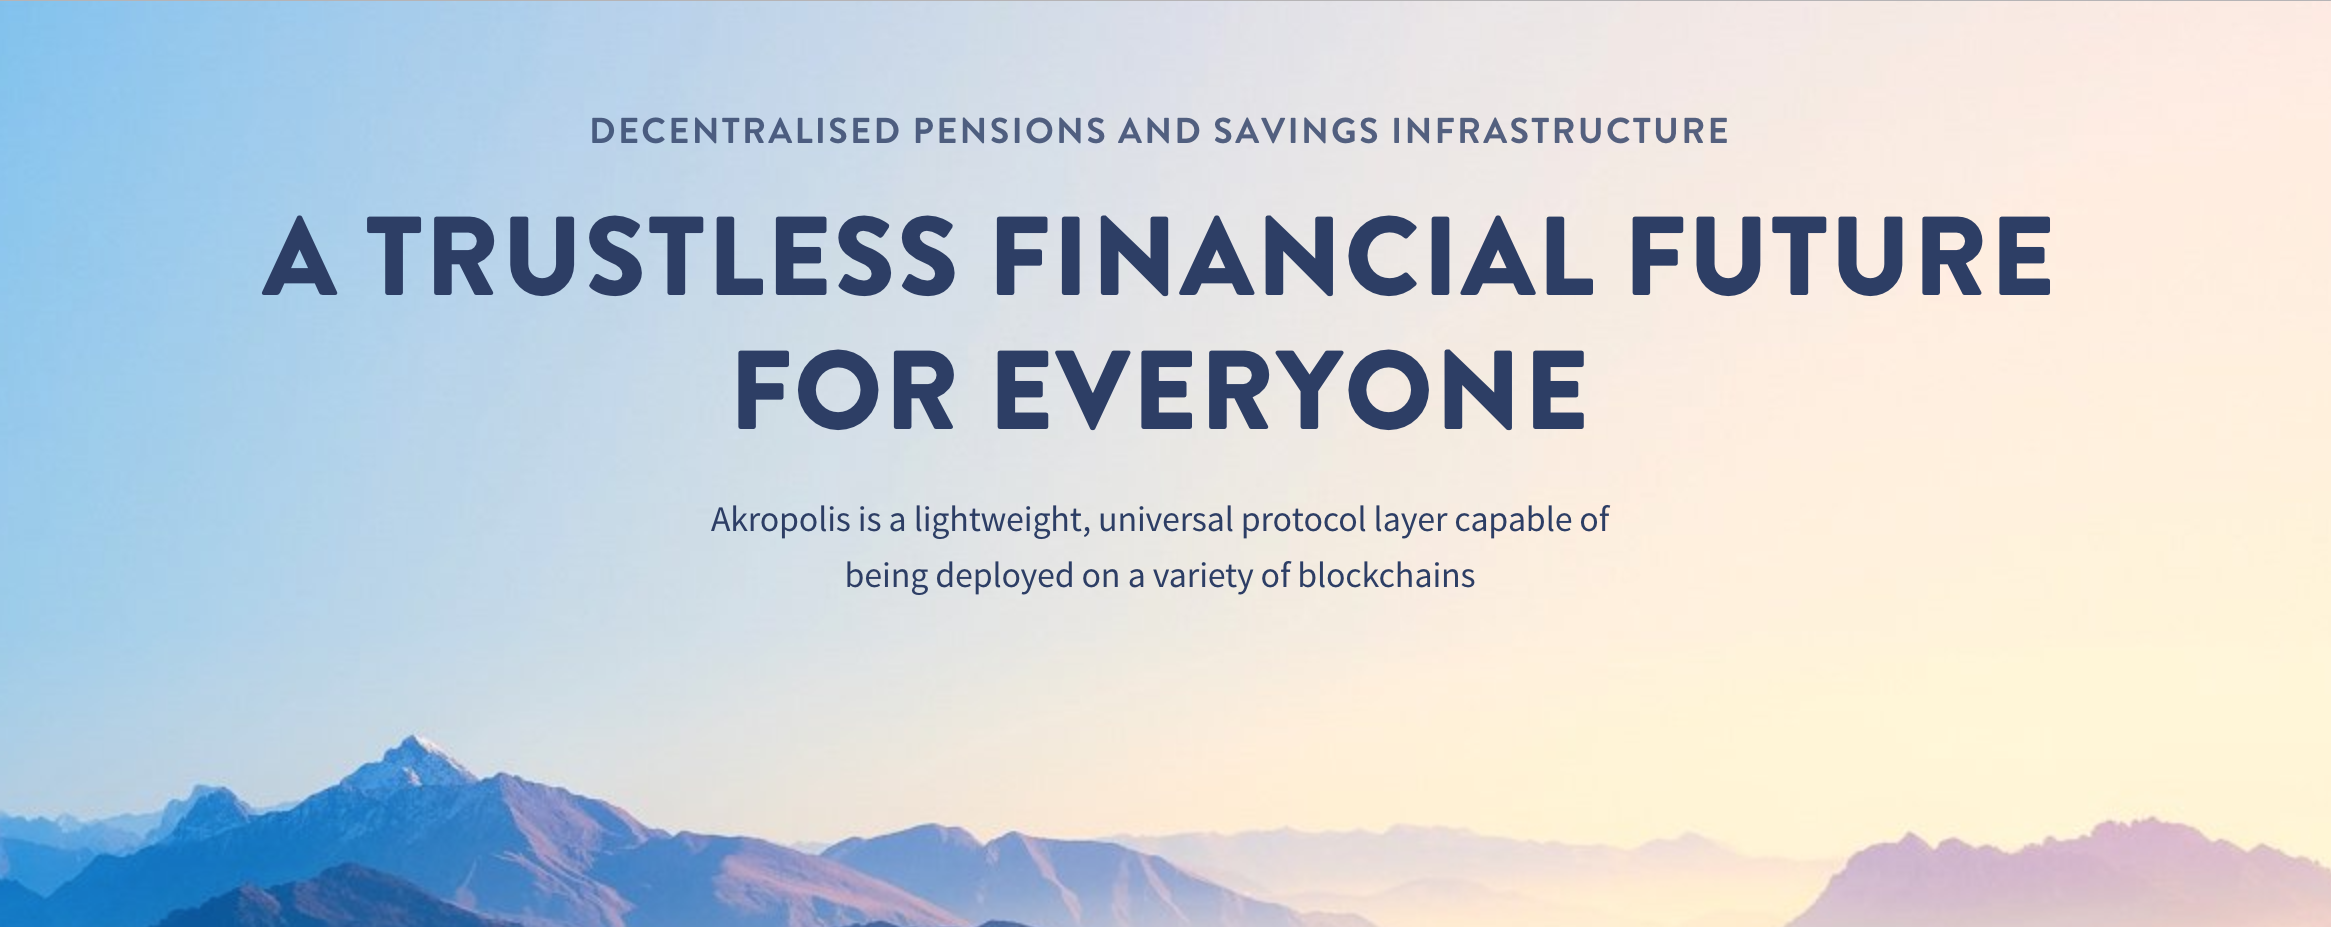 DECENTRALISED PENSIONS AND SAVINGS INFRASTRUCTURE
A TRUSTLESS FINANCIAL FUTURE
FOR EVERYONE
Akropolis is a lightweight, universal protocol layer capable of
being deployed on a variety of blockchains